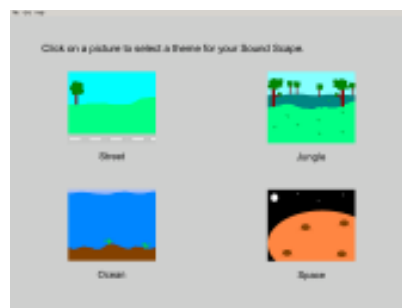 Click on a picture to select a theme for your Sound Scape.
Street
Jungle
Ocean
Space